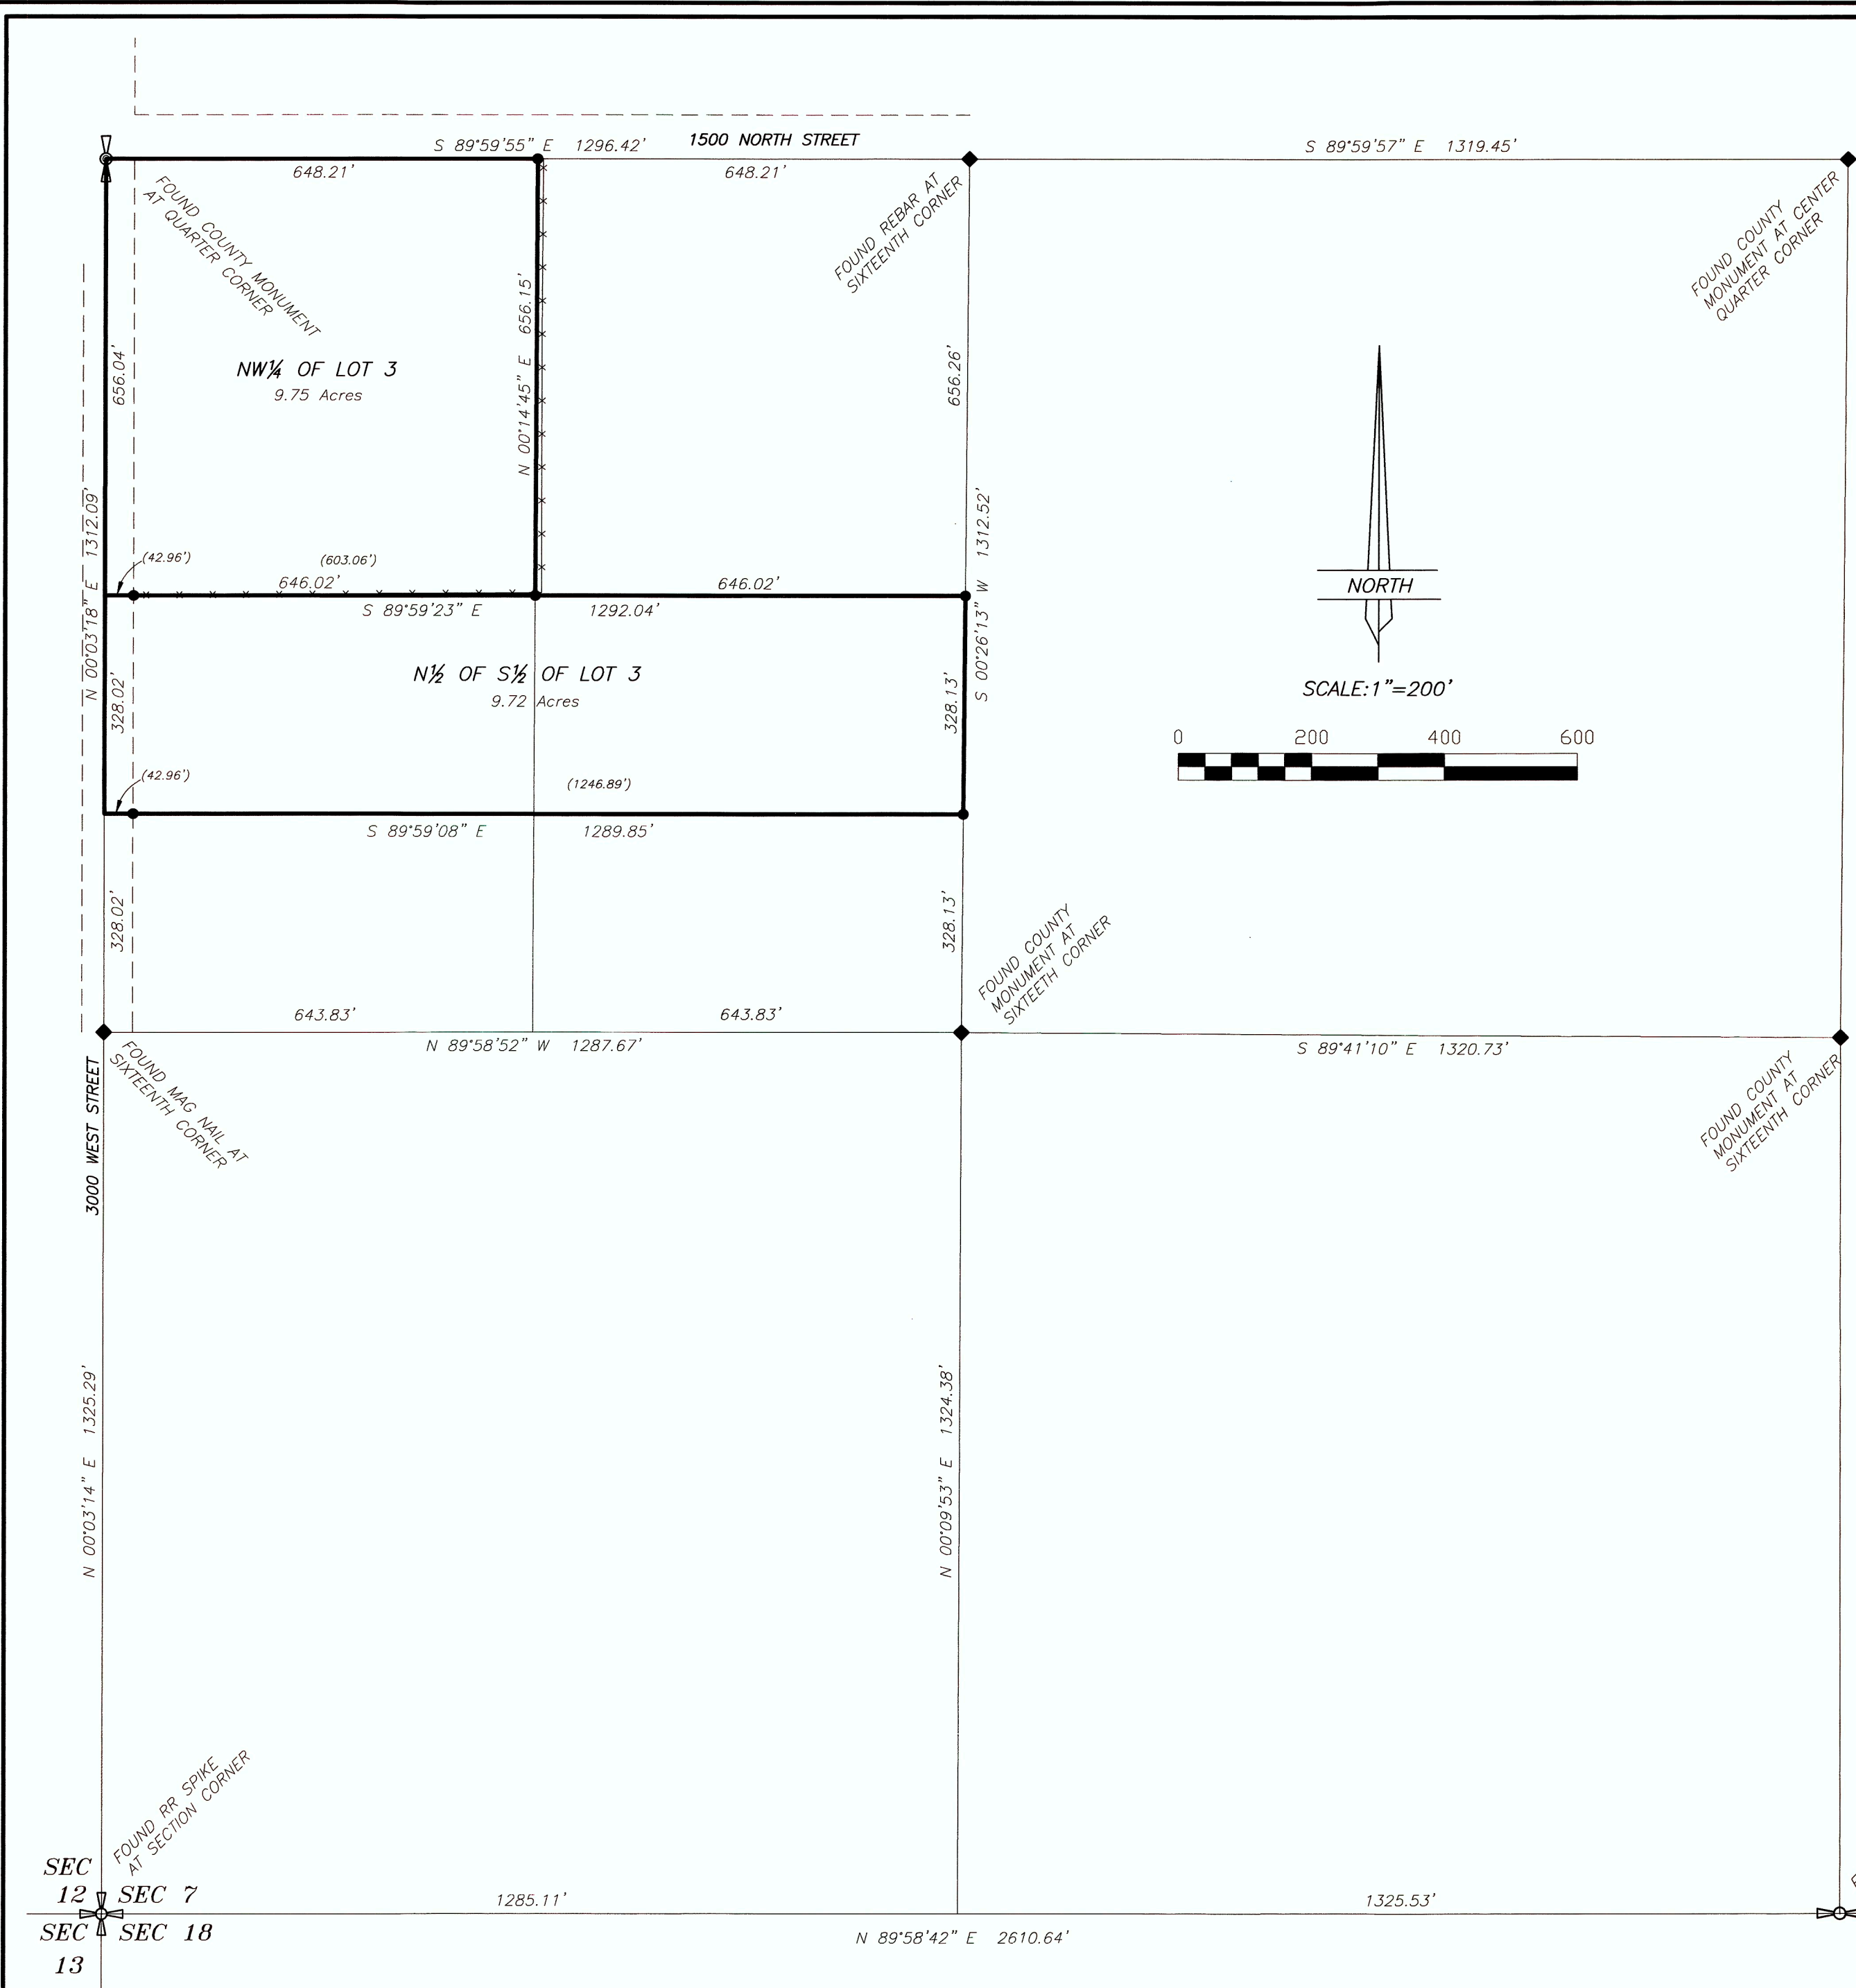 1500 NORTH STREET
S 89°59'55" E 1296.42'
S 89°59'57" E 1319.45'
648.21'
648.21'
FOUND COUNTY MONUMENT
AT QUARTER CORNER
FOUND REBAR AT
SIXTEENTH CORNER
FOUND COUNTY
MONUMENT AT CENTER
QUARTER CORNER
656.04'
N 00°14'45" E 656.15'
656.26'
NW¼ OF LOT 3
9.75 Acres
N 00°03'18" E 1312.09'
S 00°26'13" W 1312.52'
(42.96')
(603.06')
646.02'
646.02'
S 89°59'23" E 1292.04'
NORTH
SCALE:1"=200'
0 200 400 600
N½ OF S½ OF LOT 3
9.72 Acres
328.02'
328.13'
(42.96')
(1246.89')
S 89°59'08" E 1289.85'
328.02'
328.13'
FOUND COUNTY
MONUMENT AT
SIXTEETH CORNER
643.83'
643.83'
N 89°58'52" W 1287.67'
S 89°41'10" E 1320.73'
FOUND MAG NAIL AT
SIXTEENTH CORNER
FOUND COUNTY
MONUMENT AT
SIXTEENTH CORNER
3000 WEST STREET
N 00°03'14" E 1325.29'
N 00°09'53" E 1324.38'
FOUND RR SPIKE
AT SECTION CORNER
SEC
12
SEC 7
SEC
13
SEC 18
1285.11'
1325.53'
N 89°58'42" E 2610.64'